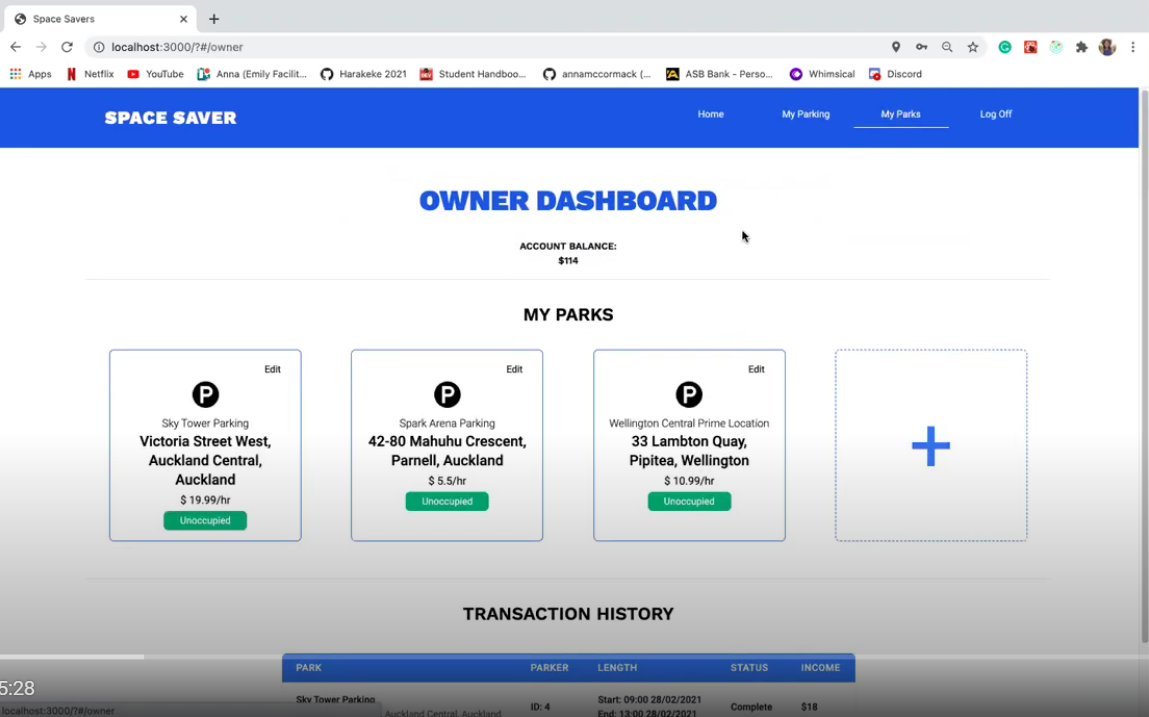 Space Savers
localhost:3000/?#/owner
Apps Netflix YouTube Anna (Emily Facilit... Harakeke 2021 Student Handboo... annamccormack (... ASB Bank - Perso... Whimsical Discord
SPACE SAVER Home My Parking My Parks Log Off
OWNER DASHBOARD
ACCOUNT BALANCE:
$114
MY PARKS
Edit
P
Sky Tower Parking
Victoria Street West,
Auckland Central,
Auckland
$ 19.99/hr
Unoccupied
Edit
P
Spark Arena Parking
42-80 Mahuhu Crescent,
Parnell, Auckland
$ 5.5/hr
Unoccupied
Edit
P
Wellington Central Prime Location
33 Lambton Quay,
Pipitea, Wellington
$ 10.99/hr
Unoccupied
TRANSACTION HISTORY
PARK PARKER LENGTH STATUS INCOME
Sky Tower Parking
Auckland Central, Auckland
ID: 4
Start: 09:00 28/02/2021
End: 13:00 28/02/2021
Complete
$18
5:28
localhost:3000/?#/owner